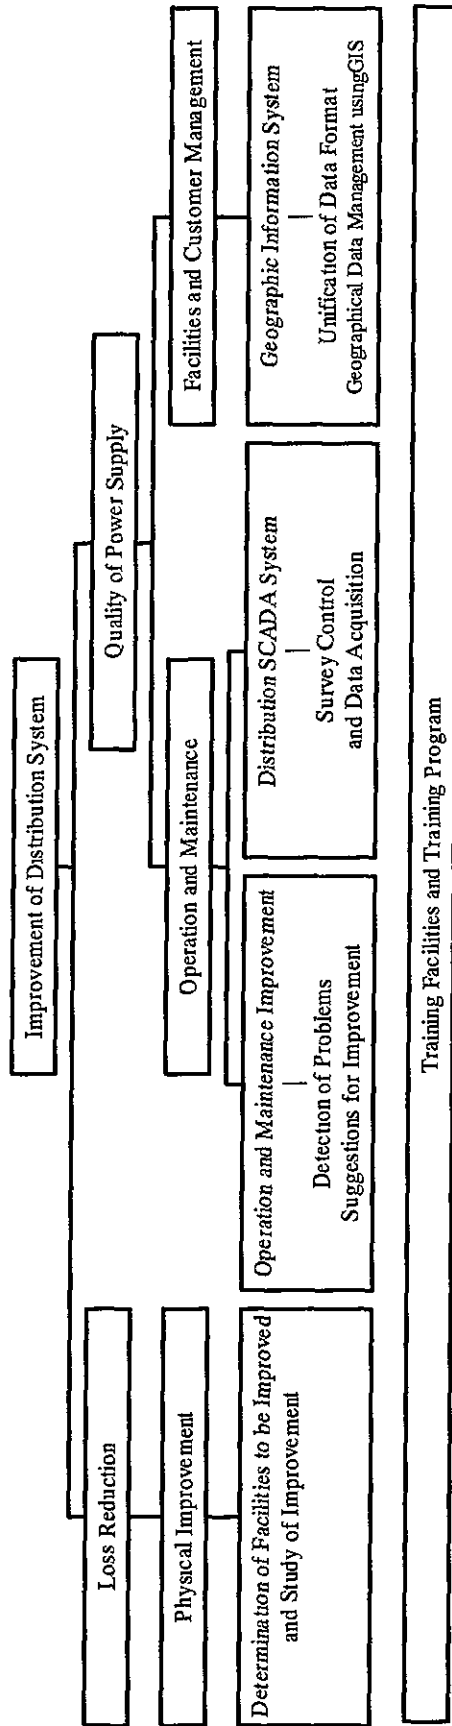 Improvement of Distribution System
Loss Reduction
Quality of Power Supply
Physical Improvement
Operation and Maintenance
Facilities and Customer Management
Determination of Facilities to be Improved
and Study of Improvement
Operation and Maintenance Improvement
Detection of Problems
Suggestions for Improvement
Distribution SCADA System
Survey Control
and Data Acquisition
Geographic Information System
Unification of Data Format
Geographical Data Management usingGIS
Training Facilities and Training Program